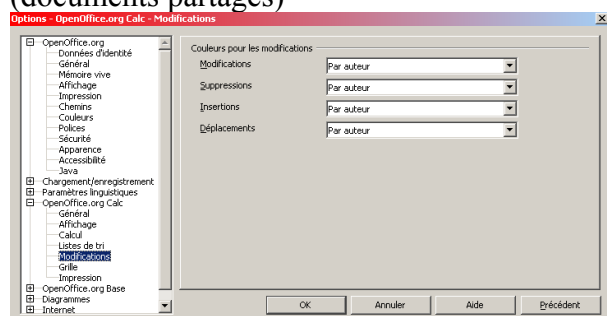 (documents partagés)
Options - OpenOffice.org Calc - Modifications
OpenOffice.org
Données d'identité
Général
Mémoire vive
Affichage
Impression
Chemins
Couleurs
Polices
Sécurité
Apparence
Accessibilité
Java
Chargement/enregistrement
Paramètres linguistiques
OpenOffice.org Calc
Général
Affichage
Calcul
Listes de tri
Modifications
Grille
Impression
OpenOffice.org Base
Diagrammes
Internet
Couleurs pour les modifications
Modifications Par auteur
Suppressions Par auteur
Insertions Par auteur
Déplacements Par auteur
OK Annuler Aide Précédent